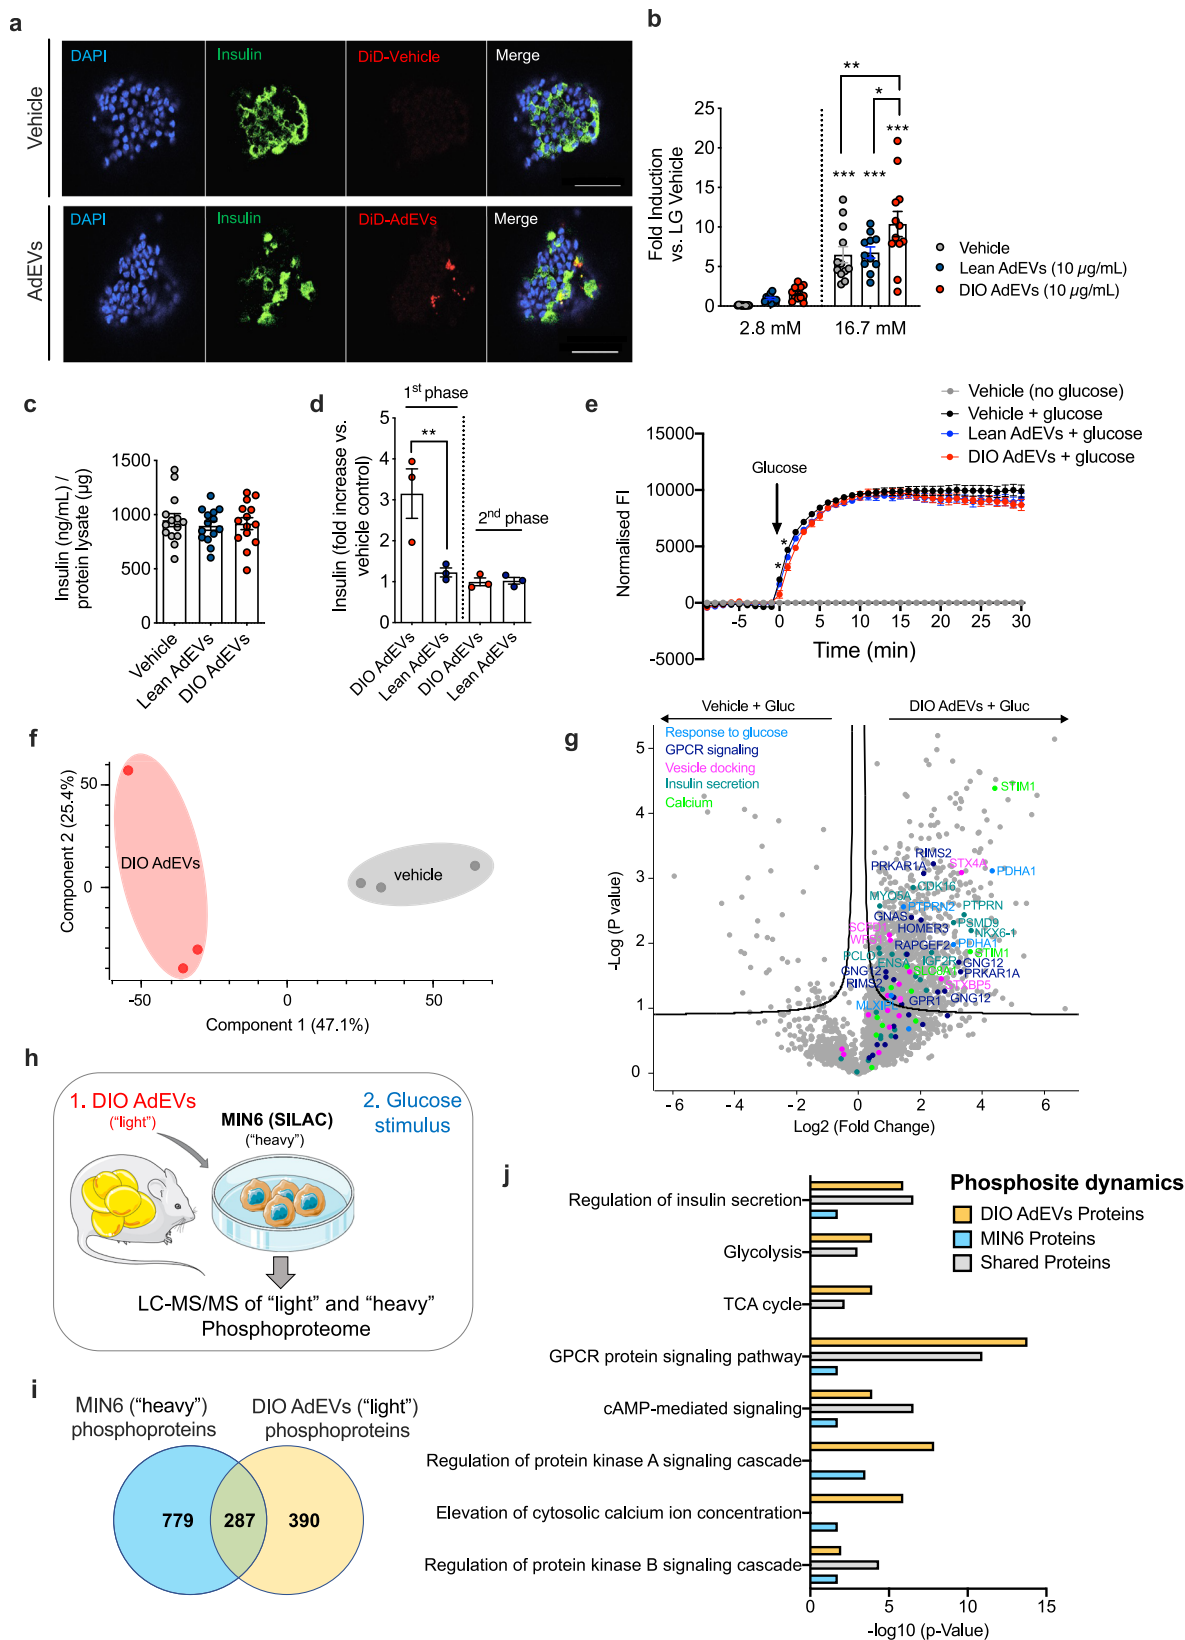 a
Vehicle
DAPI
Insulin
DiD-Vehicle
Merge
AdEVs
DAPI
Insulin
DiD-AdEVs
Merge
b
Fold Induction
vs. LG Vehicle
25
20
15
10
5
0
**
*
***
***
***
2.8 mM
16.7 mM
Vehicle
Lean AdEVs (10 µg/mL)
DIO AdEVs (10 µg/mL)
c
Insulin (ng/mL) /
protein lysate (µg)
1500
1000
500
0
Vehicle
Lean AdEVs
DIO AdEVs
d
Insulin (fold increase vs.
vehicle control)
1st phase
**
2nd phase
5
4
3
2
1
0
DIO AdEVs
Lean AdEVs
DIO AdEVs
Lean AdEVs
e
Vehicle (no glucose)
Vehicle + glucose
Lean AdEVs + glucose
DIO AdEVs + glucose
Normalised FI
15000
10000
5000
0
-5000
Glucose
*
*
-5
0
5
10
15
20
25
30
Time (min)
f
Component 2 (25.4%)
50
0
DIO AdEVs
vehicle
-50
0
50
Component 1 (47.1%)
g
Vehicle + Gluc
DIO AdEVs + Gluc
Response to glucose
GPCR signaling
Vesicle docking
Insulin secretion
Calcium
-Log (P value)
5
4
3
2
1
0
STIM1
RIMS2
PRKAR1A
STX4A
PDHA1
CDK16
MYO5A
PTPRN2
PTPRN
GNAS
PSMD9
HOMER3
NKX6-1
RAPGEF2
PDHA1
STIM1
PCLO
ENSA
IGF2R
GNG12
GNG12
PRKAR1A
RIMS2
STXBP5
GPR1
GNG12
- 6
- 4
- 2
0
2
4
6
Log2 (Fold Change)
h
1. DIO AdEVs
("light")
MIN6 (SILAC)
("heavy")
2. Glucose
stimulus
LC-MS/MS of "light" and "heavy"
Phosphoproteome
i
MIN6 ("heavy")
phosphoproteins
DIO AdEVs ("light")
phosphoproteins
779
287
390
j
Phosphosite dynamics
DIO AdEVs Proteins
MIN6 Proteins
Shared Proteins
Regulation of insulin secretion
Glycolysis
TCA cycle
GPCR protein signaling pathway
cAMP-mediated signaling
Regulation of protein kinase A signaling cascade
Elevation of cytosolic calcium ion concentration
Regulation of protein kinase B signaling cascade
0
5
10
15
-log10 (p-Value)